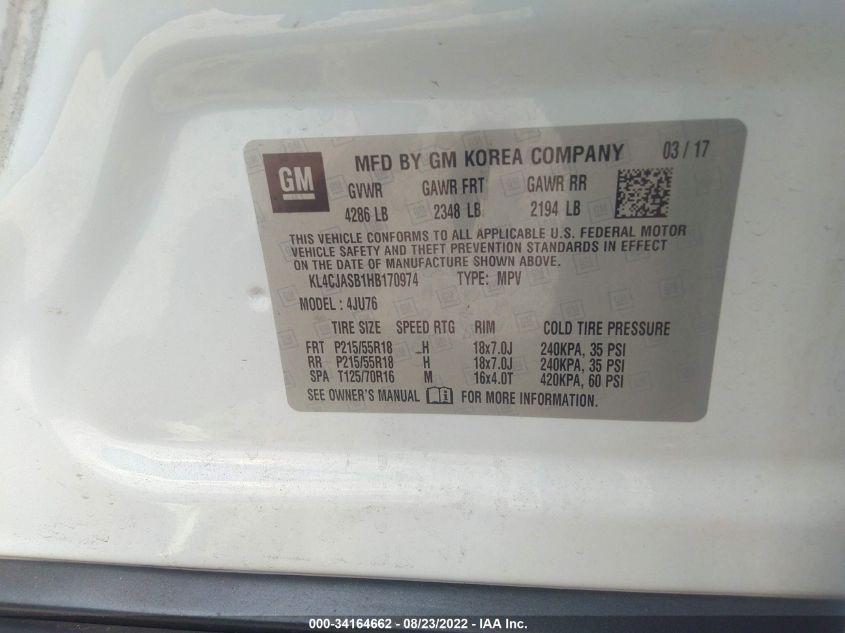 GM
MFD BY GM KOREA COMPANY 03 / 17
GVWR GAWR FRT GAWR RR
4286 LB 2348 LB 2194 LB
THIS VEHICLE CONFORMS TO ALL APPLICABLE U.S. FEDERAL MOTOR
VEHICLE SAFETY AND THEFT PREVENTION STANDARDS IN EFFECT
ON THE DATE OF MANUFACTURE SHOWN ABOVE.
KL4CJASB1HB170974 TYPE: MPV
MODEL: 4JU76
TIRE SIZE SPEED RTG RIM COLD TIRE PRESSURE
FRT P215/55R18 H 18x7.0J 240KPA, 35 PSI
RR P215/55R18 H 18x7.0J 240KPA, 35 PSI
SPA T125/70R16 M 16x4.0T 420KPA, 60 PSI
SEE OWNER'S MANUAL FOR MORE INFORMATION.
000-34164662 - 08/23/2022 - IAA Inc.